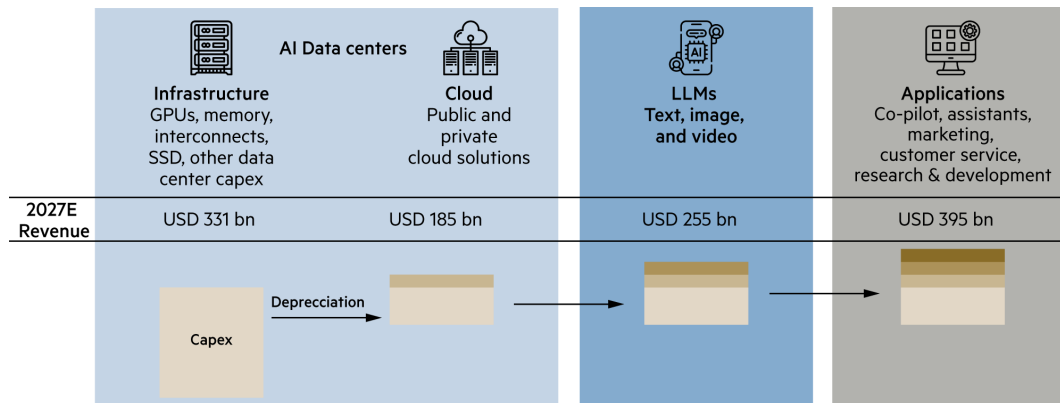 AI Data centers
Infrastructure
GPUs, memory,
interconnects,
SSD, other data
center capex
Cloud
Public and
private
cloud solutions
AI
LLMs
Text, image,
and video
Applications
Co-pilot, assistants,
marketing,
customer service,
research & development
2027E
Revenue
USD 331 bn
USD 185 bn
USD 255 bn
USD 395 bn
Capex
Deprecciation